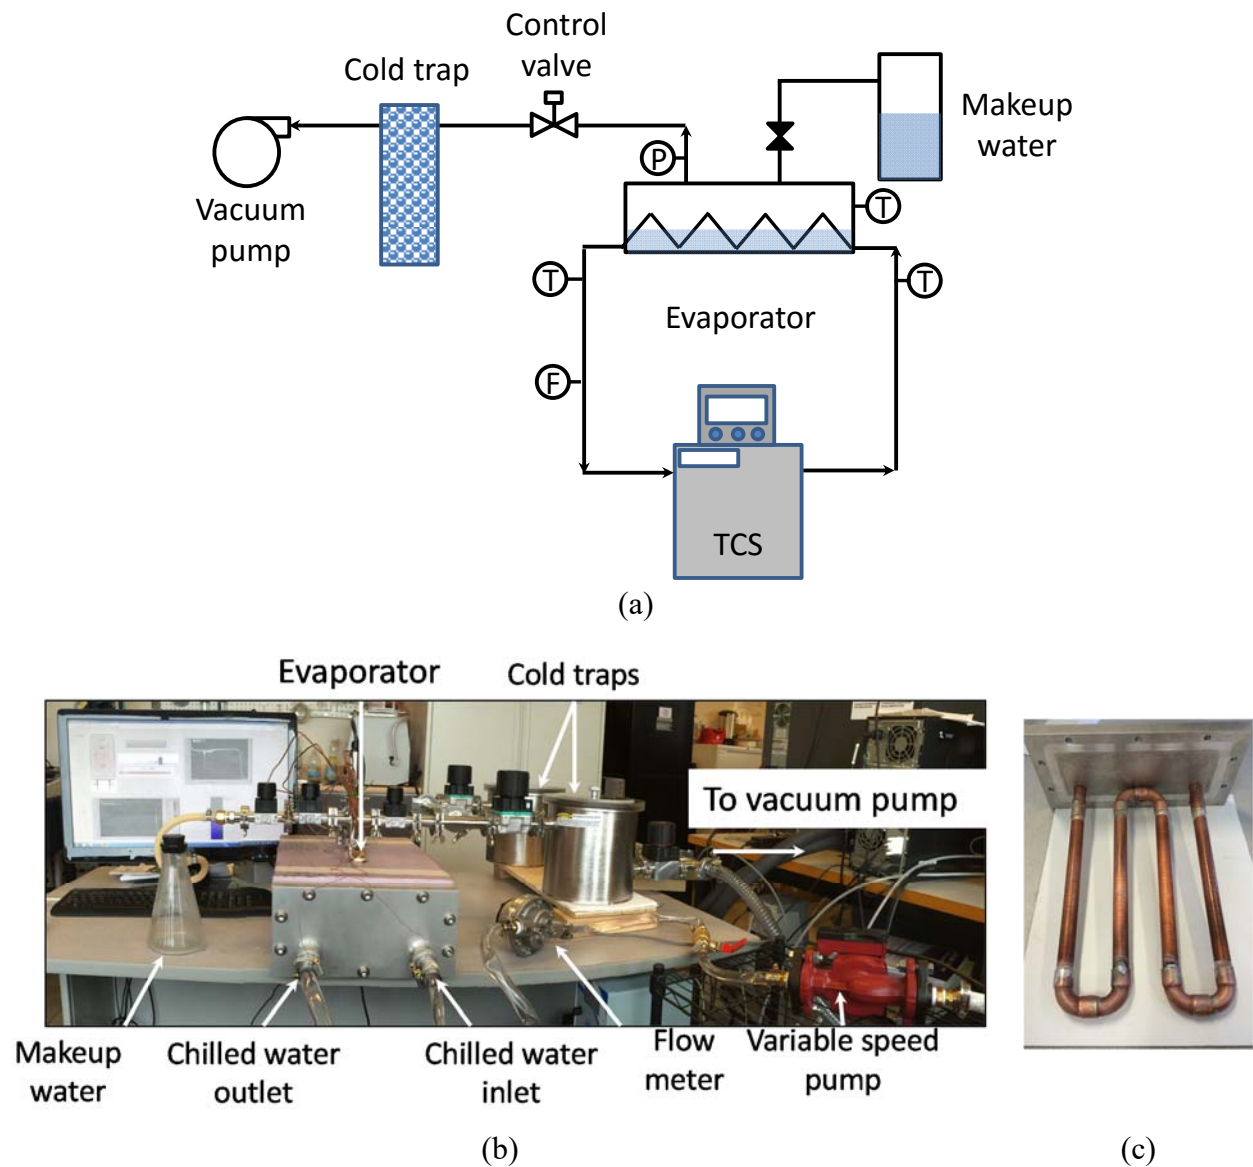 Control
valve
Cold trap
Makeup
water
P
T
Vacuum
pump
T
T
Evaporator
F
TCS
(a)
Evaporator
Cold traps
To vacuum pump
Makeup
water
Chilled water
outlet
Chilled water
inlet
Flow
meter
Variable speed
pump
(b)
(c)